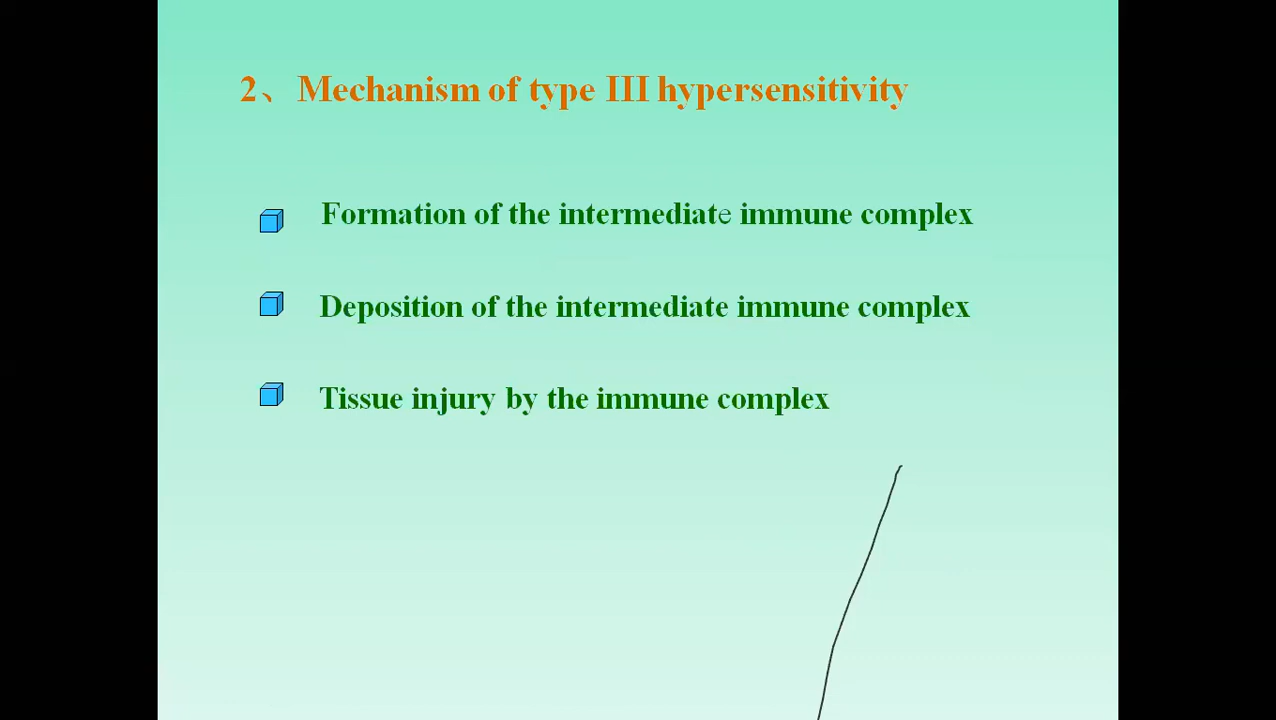 2、 Mechanism of type III hypersensitivity
Formation of the intermediate immune complex
Deposition of the intermediate immune complex
Tissue injury by the immune complex